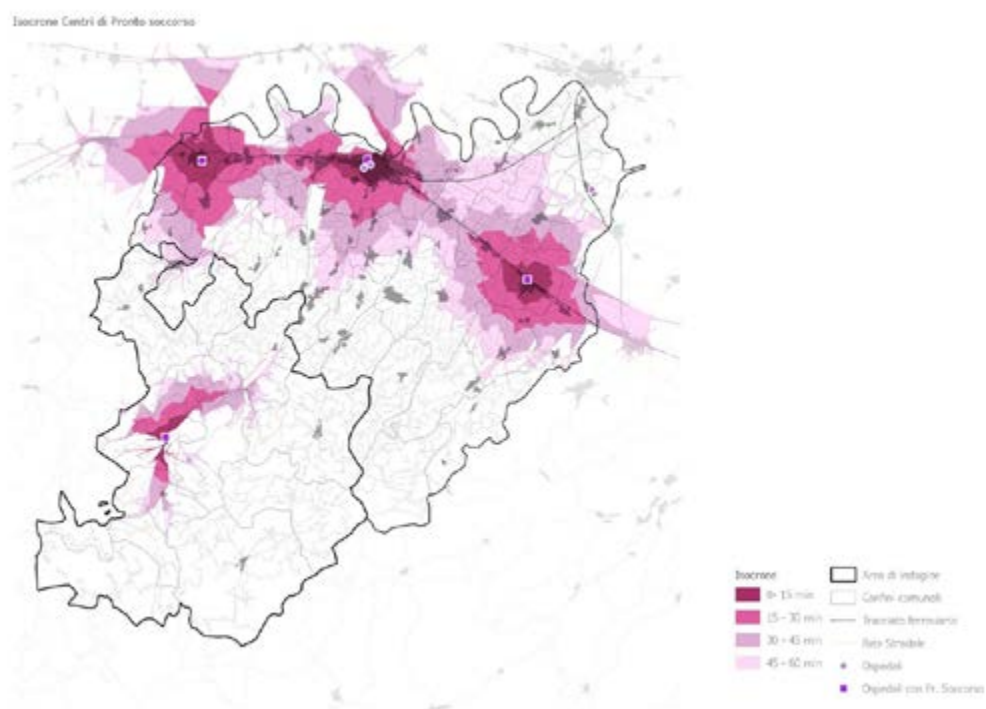 Isocrone Centri di Pronto soccorso
Isocrone
0- 15 min
15 - 30 min
30 - 45 min
45 - 60 min
Area di indagine
Confini comunali
Tracciato ferroviario
Rete Stradale
Ospedali
Ospedali con Pr. Soccorso